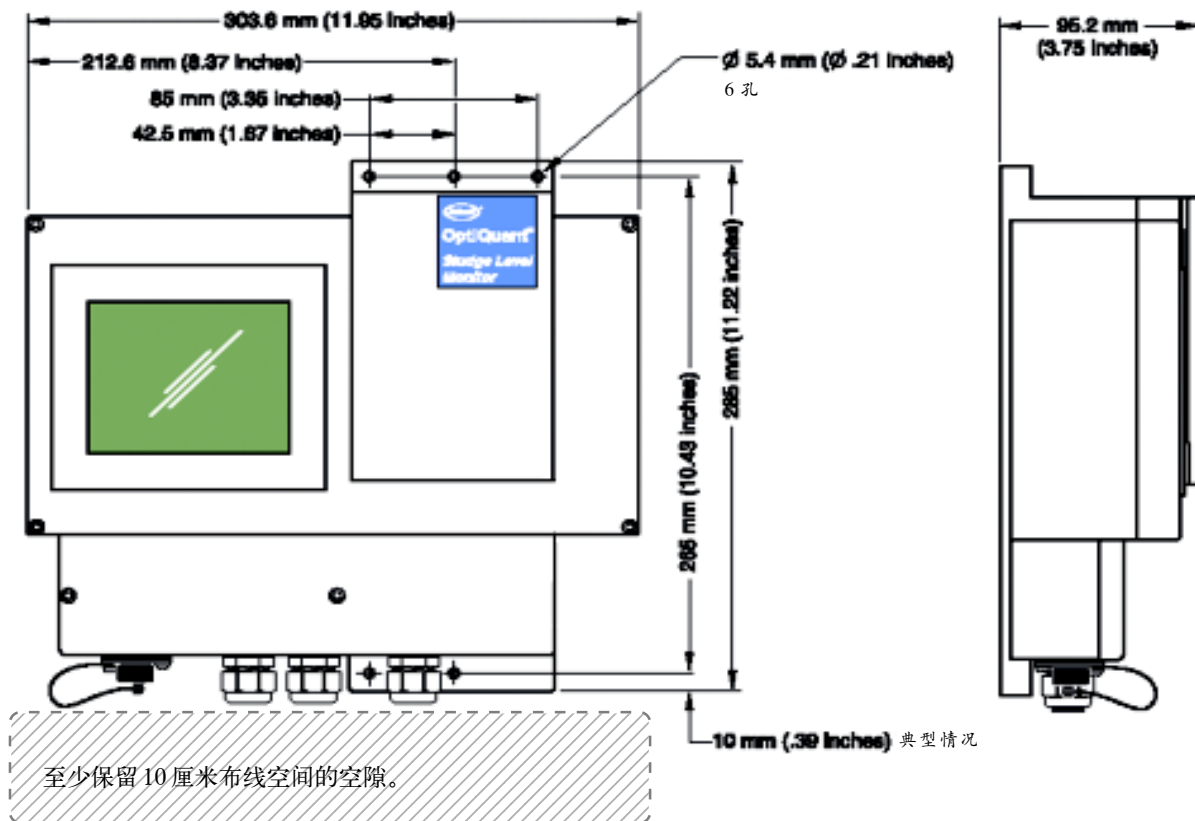 303.6 mm (11.95 inches)
95.2 mm
(3.75 inches)
212.6 mm (8.37 inches)
Ø 5.4 mm (Ø .21 inches)
6 孔
85 mm (3.35 inches)
42.5 mm (1.67 inches)
OptiQuant
Sludge Level
Monitor
285 mm (11.22 inches)
265 mm (10.43 inches)
10 mm (.39 inches) 典型情况
至少保留 10 厘米布线空间的空隙。